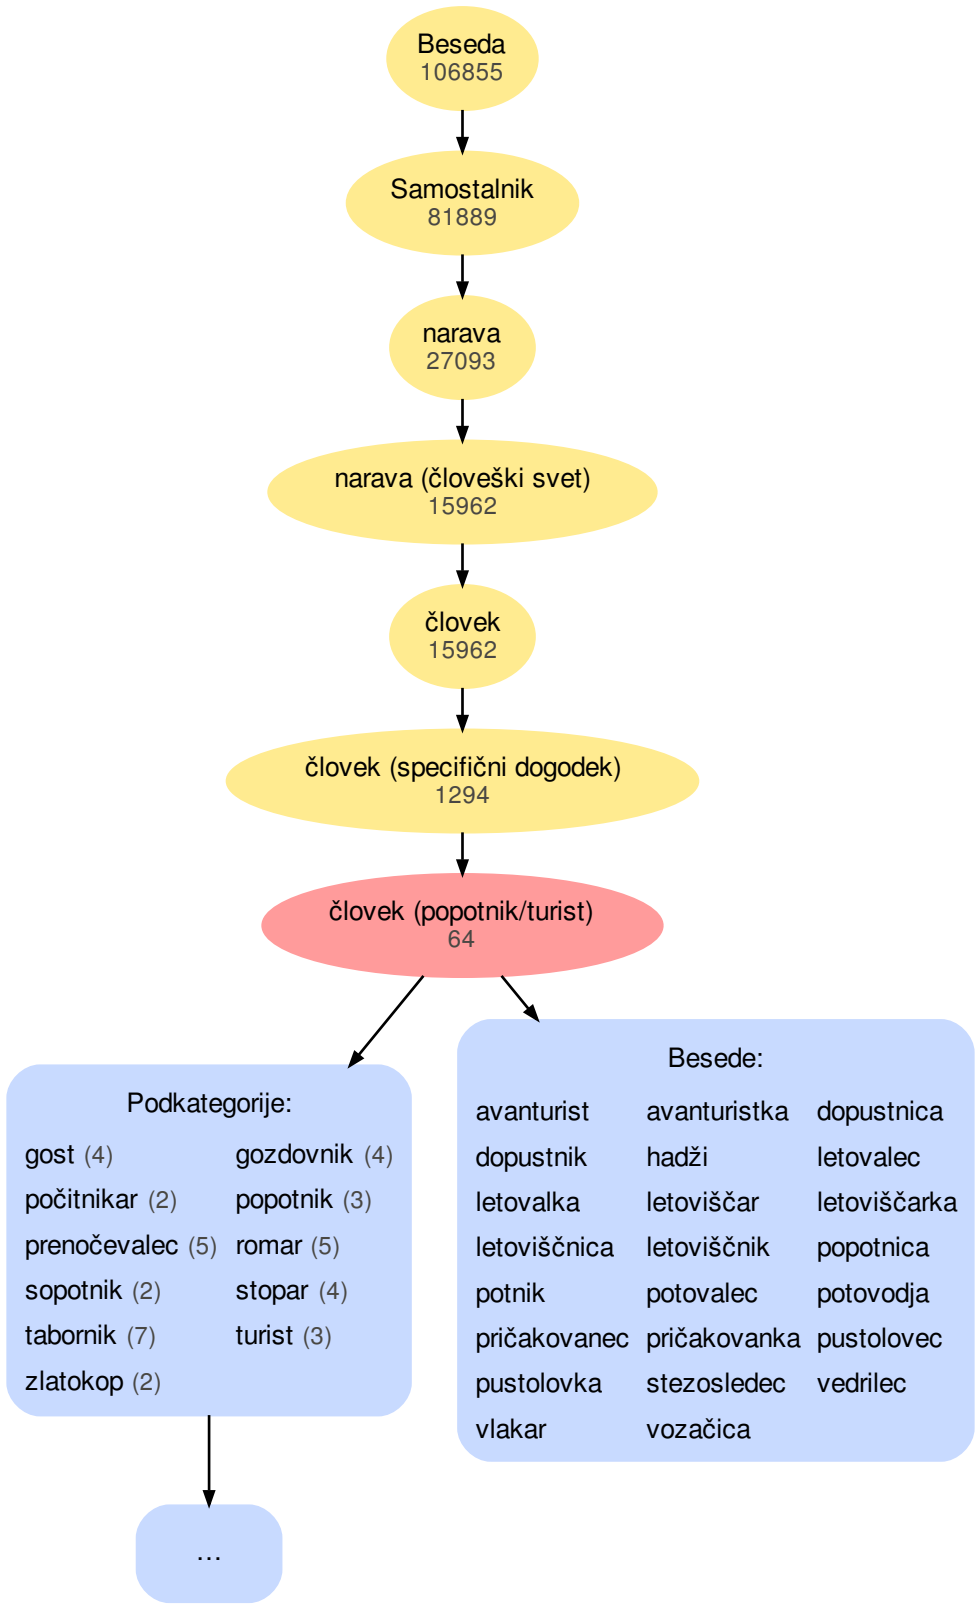 Beseda
106855
Samostalnik
81889
narava
27093
narava (človeški svet)
15962
človek
15962
človek (specifični dogodek)
1294
človek (popotnik/turist)
64
Podkategorije:
gost (4) gozdovnik (4)
počitnikar (2) popotnik (3)
prenočevalec (5) romar (5)
sopotnik (2) stopar (4)
tabornik (7) turist (3)
zlatokop (2)
...
Besede:
avanturist avanturistka dopustnica
dopustnik hadži letovalec
letovalka letoviščar letoviščarka
letoviščnica letoviščnik popotnica
potnik potovalec potovodja
pričakovanec pričakovanka pustolovec
pustolovka stezosledec vedrilec
vlakar vozačica